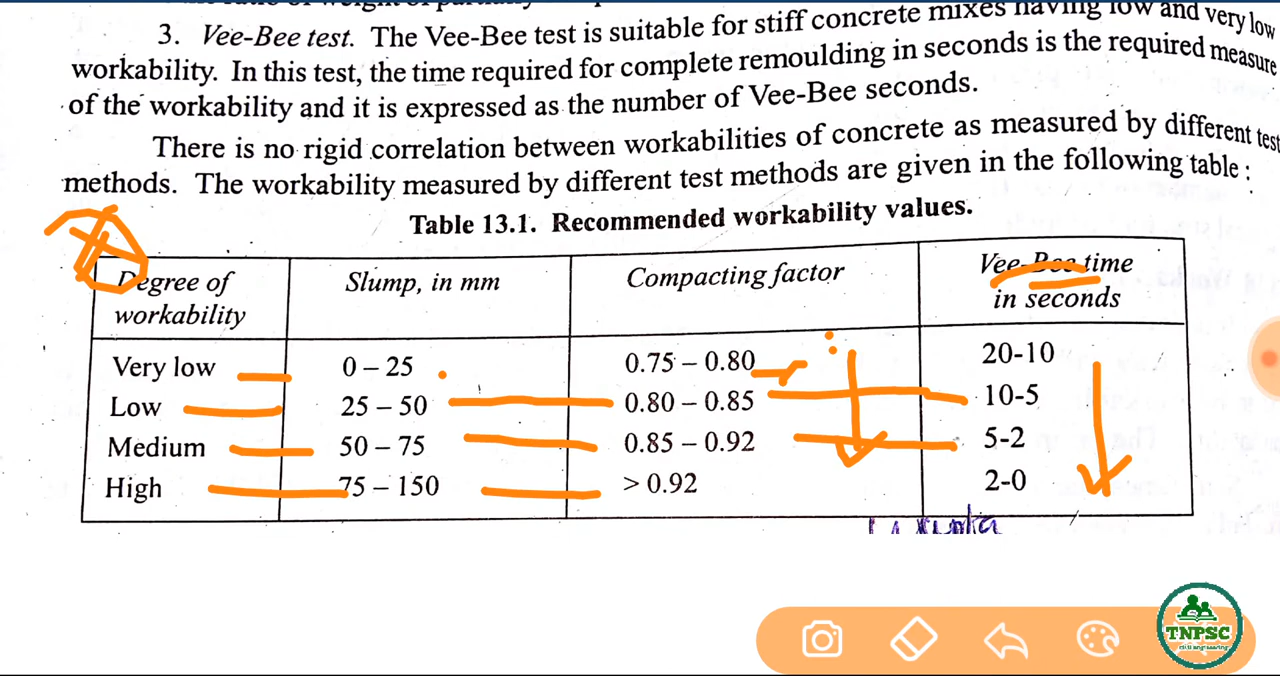 3. Vee-Bee test. The Vee-Bee test is suitable for stiff concrete mixes having low and very low
workability. In this test, the time required for complete remoulding in seconds is the required measure
of the workability and it is expressed as the number of Vee-Bee seconds.
There is no rigid correlation between workabilities of concrete as measured by different test
methods. The workability measured by different test methods are given in the following table :
Table 13.1. Recommended workability values.
Degree of workability Slump, in mm Compacting factor Vee-Bee time in seconds
Very low 0 – 25 0.75 – 0.80 20-10
Low 25 – 50 0.80 – 0.85 10-5
Medium 50 – 75 0.85 – 0.92 5-2
High 75 – 150 > 0.92 2-0
TNPSC